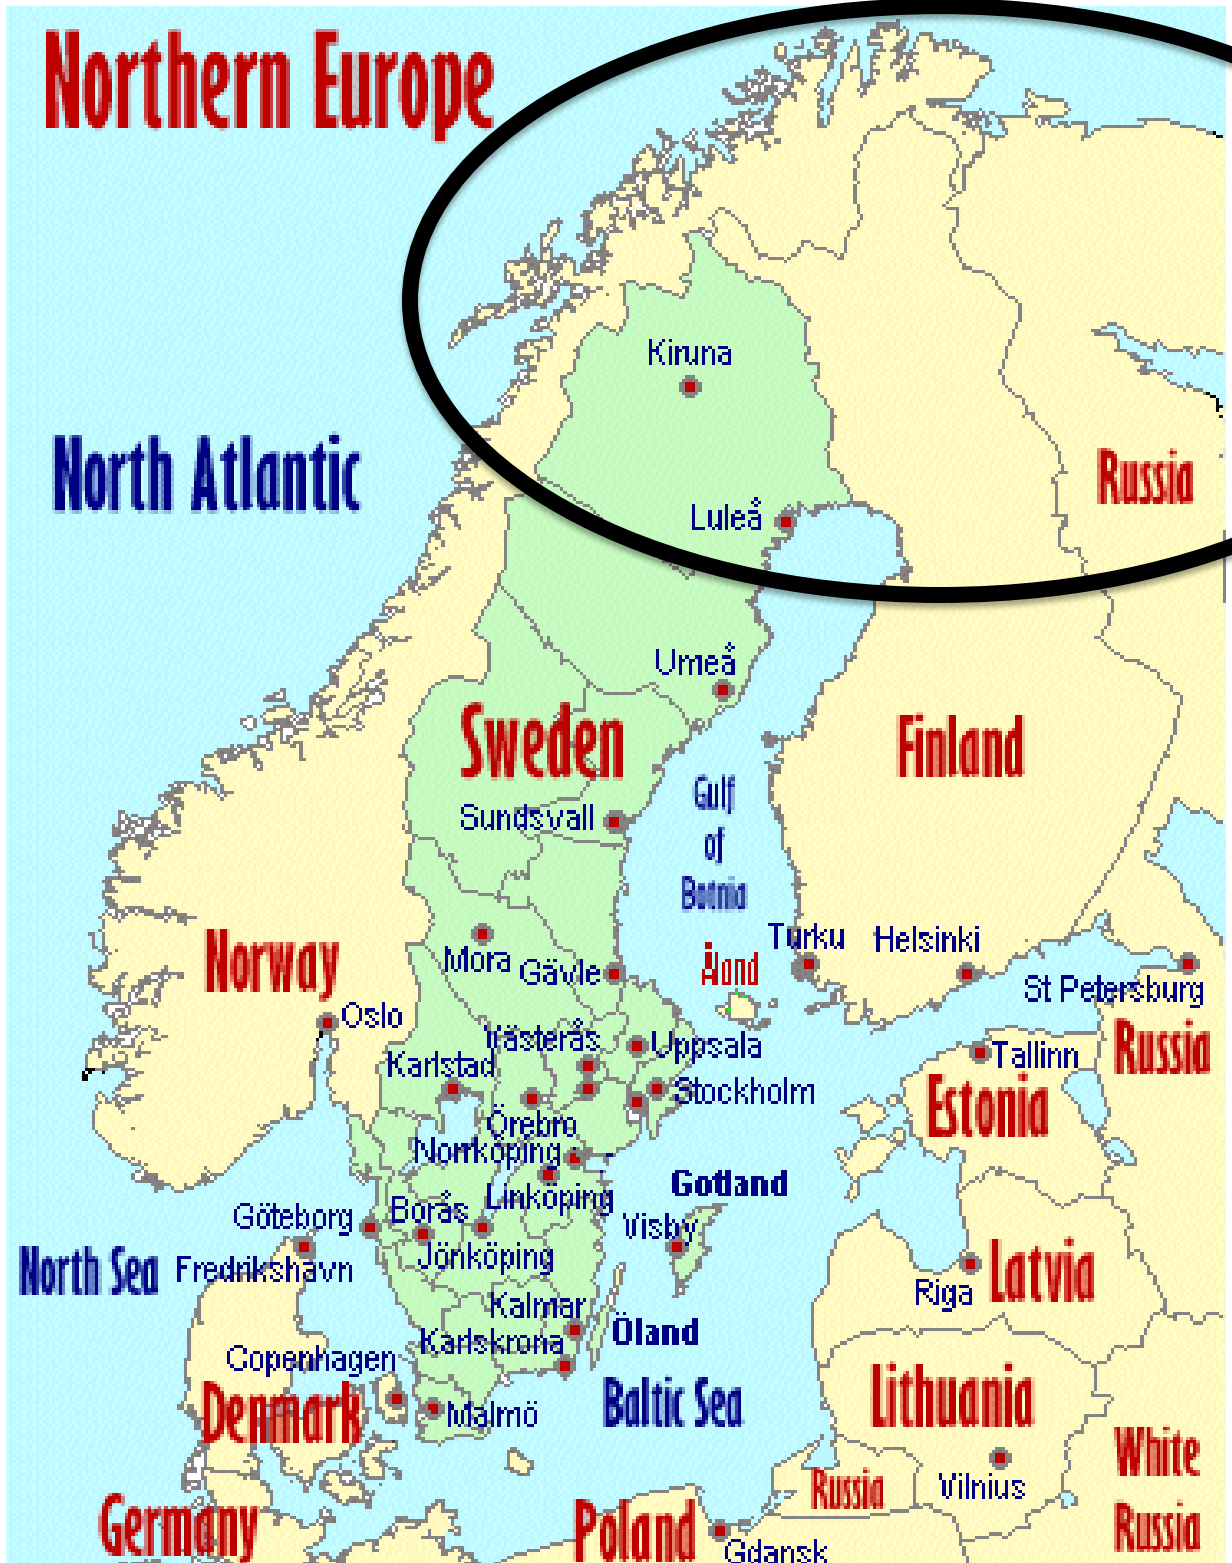 Northern Europe
Kiruna
North Atlantic
Russia
Luleå
Umeå
Sweden
Finland
Gulf
of
Botnia
Sundsvall
Norway
Mora
Gävle
Åland
Turku
Helsinki
St Petersburg
Oslo
Västerås
Uppsala
Tallinn
Russia
Karlstad
Stockholm
Estonia
Örebro
Norrköping
Linköping
Gotland
Göteborg
Borås
Visby
North Sea
Fredrikshavn
Jönköping
Latvia
Riga
Kalmar
Öland
Karlskrona
Copenhagen
Denmark
Malmö
Baltic Sea
Lithuania
White
Russia
Vilnius
Russia
Germany
Poland
Gdansk